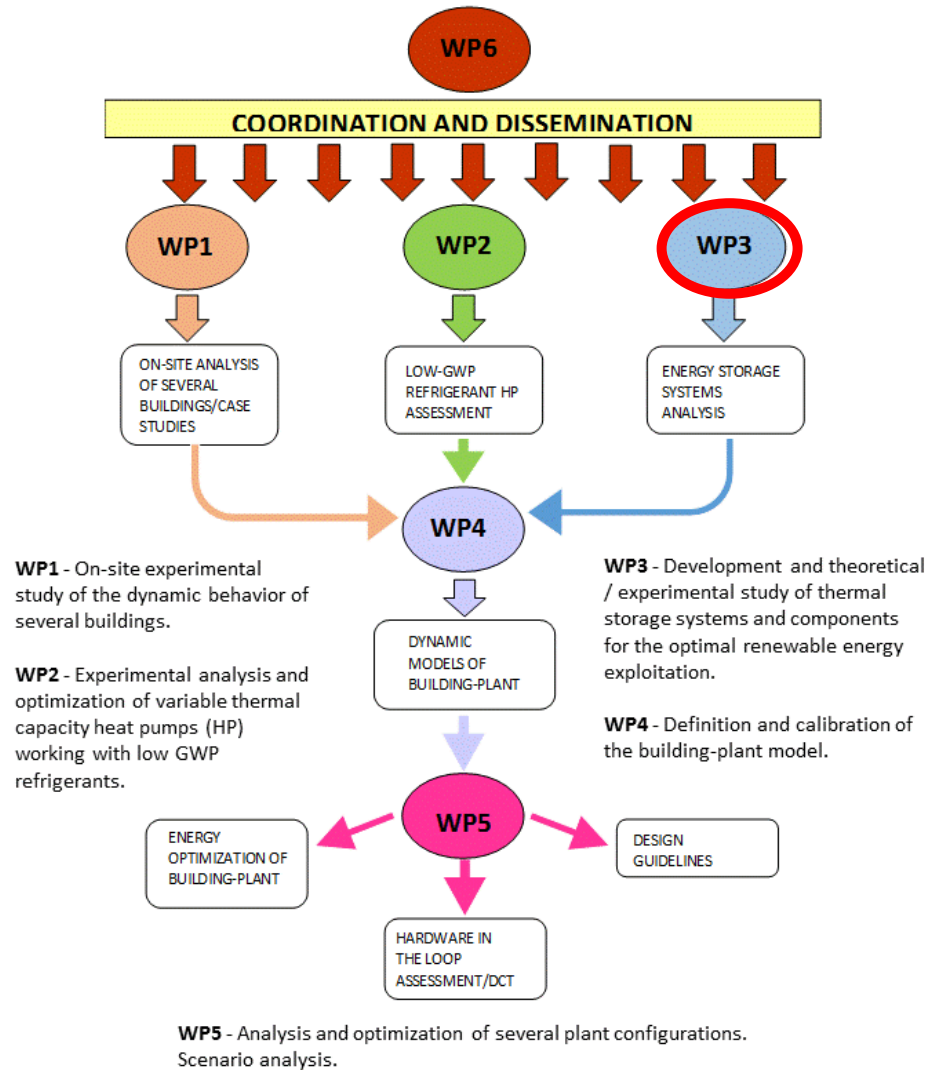 WP6
COORDINATION AND DISSEMINATION
WP1
WP2
WP3
ON-SITE ANALYSIS
OF SEVERAL
BUILDINGS/CASE
STUDIES
LOW-GWP
REFRIGERANT HP
ASSESSMENT
ENERGY STORAGE
SYSTEMS
ANALYSIS
WP4
WP1 - On-site experimental
study of the dynamic behavior of
several buildings.
WP2 - Experimental analysis and
optimization of variable thermal
capacity heat pumps (HP)
working with low GWP
refrigerants.
DYNAMIC
MODELS OF
BUILDING-PLANT
WP3 - Development and theoretical
/ experimental study of thermal
storage systems and components
for the optimal renewable energy
exploitation.
WP4 - Definition and calibration of
the building-plant model.
WP5
ENERGY
OPTIMIZATION OF
BUILDING-PLANT
DESIGN
GUIDELINES
HARDWARE IN
THE LOOP
ASSESSMENT/DCT
WP5 - Analysis and optimization of several plant configurations.
Scenario analysis.